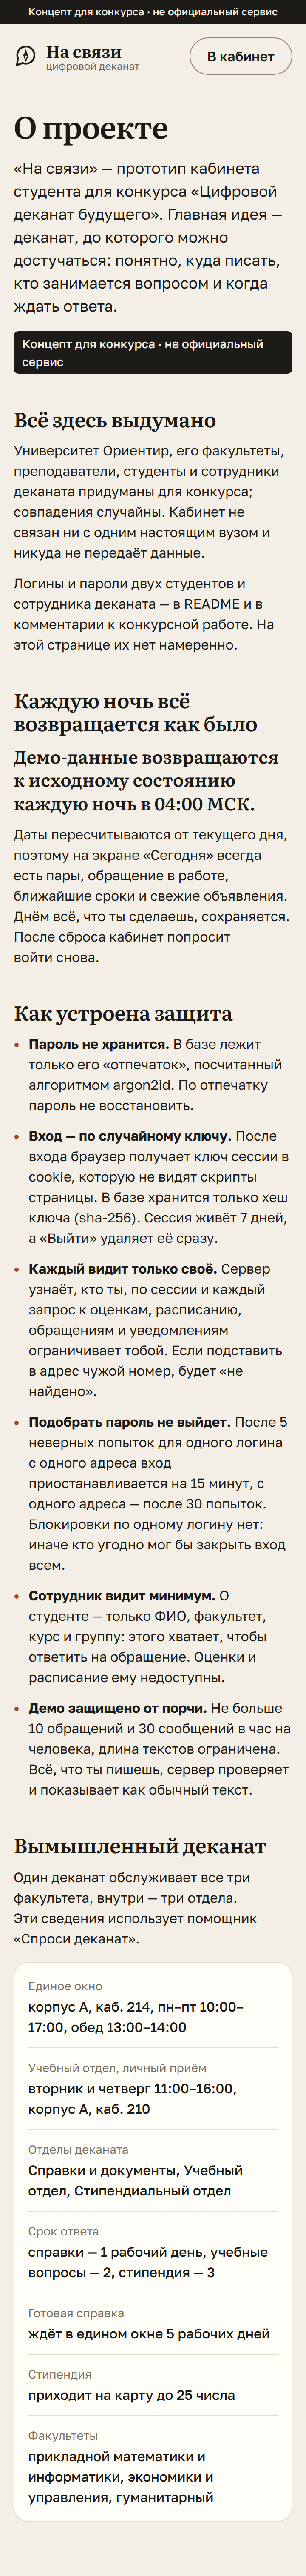 Концепт для конкурса · не официальный сервис
На связи
цифровой деканат
В кабинет
О проекте
«На связи» — прототип кабинета
студента для конкурса «Цифровой
деканат будущего». Главная идея —
деканат, до которого можно
достучаться: понятно, куда писать,
кто занимается вопросом и когда
ждать ответа.
Концепт для конкурса · не официальный
сервис
Всё здесь выдумано
Университет Ориентир, его факультеты,
преподаватели, студенты и сотрудники
деканата придуманы для конкурса;
совпадения случайны. Кабинет не
связан ни с одним настоящим вузом и
никуда не передаёт данные.
Логины и пароли двух студентов и
сотрудника деканата — в README и в
комментарии к конкурсной работе. На
этой странице их нет намеренно.
Каждую ночь всё
возвращается как было
Демо-данные возвращаются
к исходному состоянию
каждую ночь в 04:00 МСК.
Даты пересчитываются от текущего дня,
поэтому на экране «Сегодня» всегда
есть пары, обращение в работе,
ближайшие сроки и свежие объявления.
Днём всё, что ты сделаешь, сохраняется.
После сброса кабинет попросит
войти снова.
Как устроена защита
• Пароль не хранится. В базе лежит
только его «отпечаток», посчитанный
алгоритмом argon2id. По отпечатку
пароль не восстановить.
• Вход — по случайному ключу. После
входа браузер получает ключ сессии в
cookie, которую не видят скрипты
страницы. В базе хранится только хеш
ключа (sha-256). Сессия живёт 7 дней,
а «Выйти» удаляет её сразу.
• Каждый видит только своё. Сервер
узнаёт, кто ты, по сессии и каждый
запрос к оценкам, расписанию,
обращениям и уведомлениям
ограничивает тобой. Если подставить
в адрес чужой номер, будет «не
найдено».
• Подобрать пароль не выйдет. После 5
неверных попыток для одного логина
с одного адреса вход
приостанавливается на 15 минут, с
одного адреса — после 30 попыток.
Блокировки по одному логину нет:
иначе кто угодно мог бы закрыть вход
всем.
• Сотрудник видит минимум. О
студенте — только ФИО, факультет,
курс и группу: этого хватает, чтобы
ответить на обращение. Оценки и
расписание ему недоступны.
• Демо защищено от порчи. Не больше
10 обращений и 30 сообщений в час на
человека, длина текстов ограничена.
Всё, что ты пишешь, сервер проверяет
и показывает как обычный текст.
Вымышленный деканат
Один деканат обслуживает все три
факультета, внутри — три отдела.
Эти сведения использует помощник
«Спроси деканат».
Единое окно
корпус А, каб. 214, пн–пт 10:00–
17:00, обед 13:00–14:00
Учебный отдел, личный приём
вторник и четверг 11:00–16:00,
корпус А, каб. 210
Отделы деканата
Справки и документы, Учебный
отдел, Стипендиальный отдел
Срок ответа
справки — 1 рабочий день, учебные
вопросы — 2, стипендия — 3
Готовая справка
ждёт в едином окне 5 рабочих дней
Стипендия
приходит на карту до 25 числа
Факультеты
прикладной математики и
информатики, экономики и
управления, гуманитарный